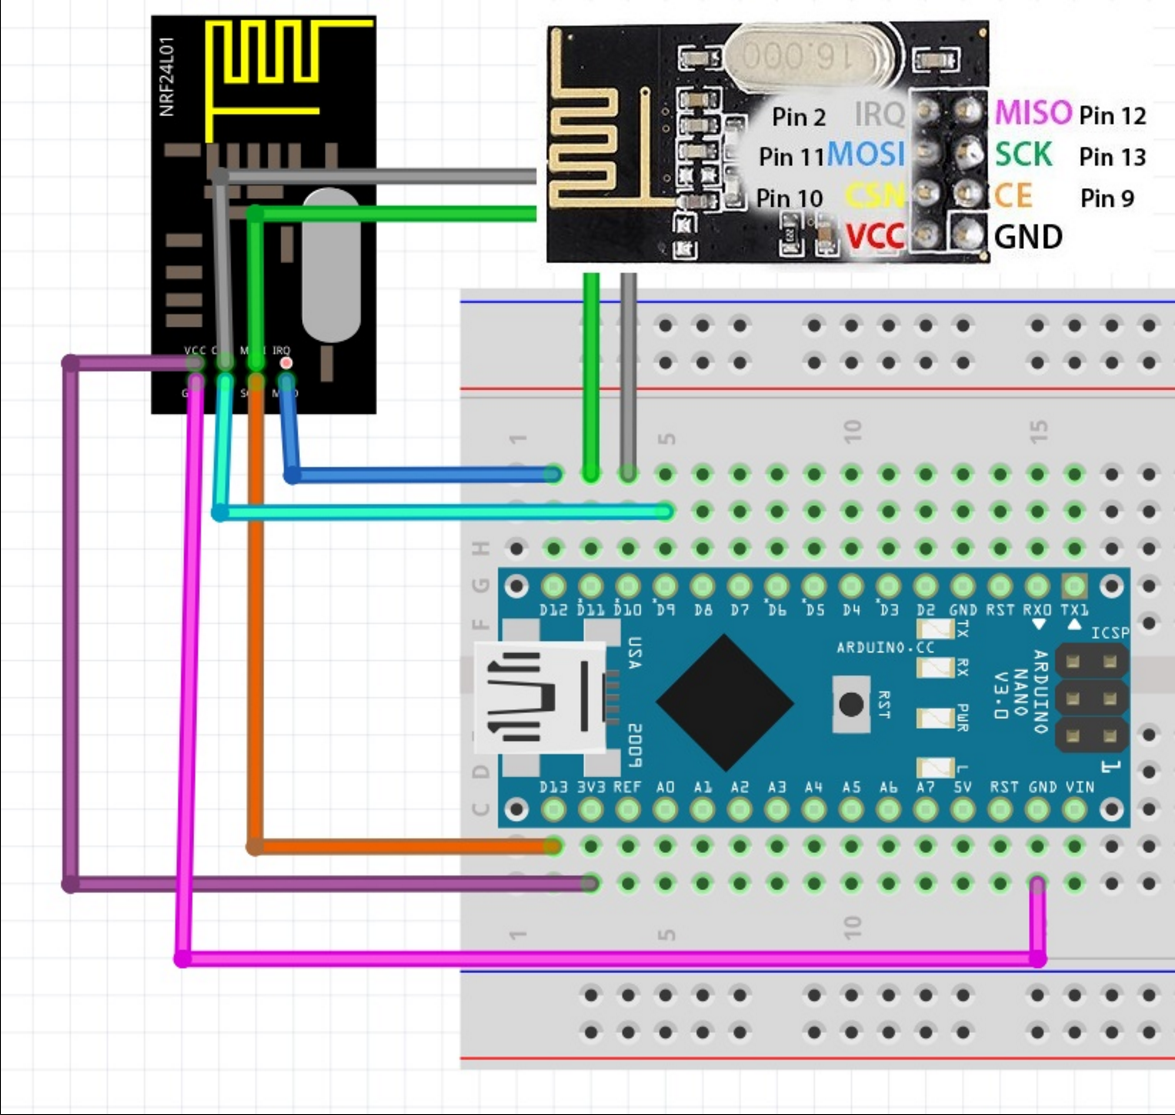 NRF24L01
16.000
Pin 2 IRQ MISO Pin 12
Pin 11 MOSI SCK Pin 13
Pin 10 CSN CE Pin 9
VCC GND
VCC C M I IRQ
G S M O
1 5 10 15
H
G
F
D12 D11 D10 D9 D8 D7 D6 D5 D4 D3 D2 GND RST RX0 TX1
TX
ICSP
USA
ARDUINO.CC
RX
ARDUINO
NANO
V3.0
RST
PWR
2009
D
L
1
D13 3V3 REF A0 A1 A2 A3 A4 A5 A6 A7 5V RST GND VIN
C
1 5 10